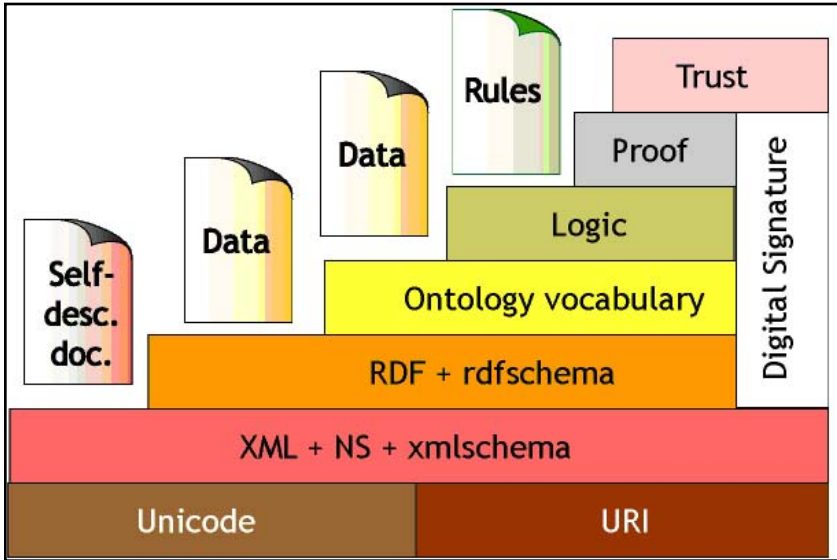 Rules
Trust
Data
Proof
Data
Logic
Self-
desc.
doc.
Ontology vocabulary
Digital Signature
RDF + rdfschema
XML + NS + xmlschema
Unicode
URI